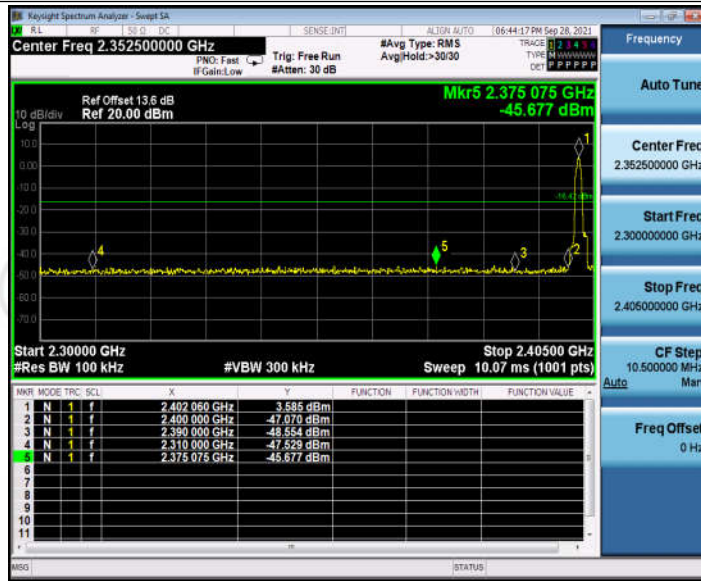 Keysight Spectrum Analyzer - Swept SA
RL RF 50 Ω DC SENSE:INT ALIGN AUTO 06:44:17 PM Sep 28, 2021
Center Freq 2.352500000 GHz
PNO: Fast
IFGain:Low
Trig: Free Run
#Atten: 30 dB
#Avg Type: RMS
Avg|Hold:>30/30
TRACE 1 2 3 4 5 6
TYPE M WWWWW
DET P P P P P P
Ref Offset 13.6 dB
Ref 20.00 dBm
10 dB/div
Log
Mkr5 2.375 075 GHz
-45.677 dBm
10.0
0.00
-10.0
-20.0
-30.0
-40.0
-50.0
-60.0
-70.0
1
2
3
4
5
Start 2.30000 GHz
Stop 2.40500 GHz
#Res BW 100 kHz
#VBW 300 kHz
Sweep 10.07 ms (1001 pts)
MKR MODE TRC SCL X Y FUNCTION FUNCTION WIDTH FUNCTION VALUE
1 N 1 f 2.402 060 GHz 3.585 dBm
2 N 1 f 2.400 000 GHz -47.070 dBm
3 N 1 f 2.390 000 GHz -48.554 dBm
4 N 1 f 2.310 000 GHz -47.529 dBm
5 N 1 f 2.375 075 GHz -45.677 dBm
6
7
8
9
10
11
MSG
STATUS
Frequency
Auto Tune
Center Freq
2.352500000 GHz
Start Freq
2.300000000 GHz
Stop Freq
2.405000000 GHz
CF Step
10.500000 MHz
Auto Man
Freq Offset
0 Hz